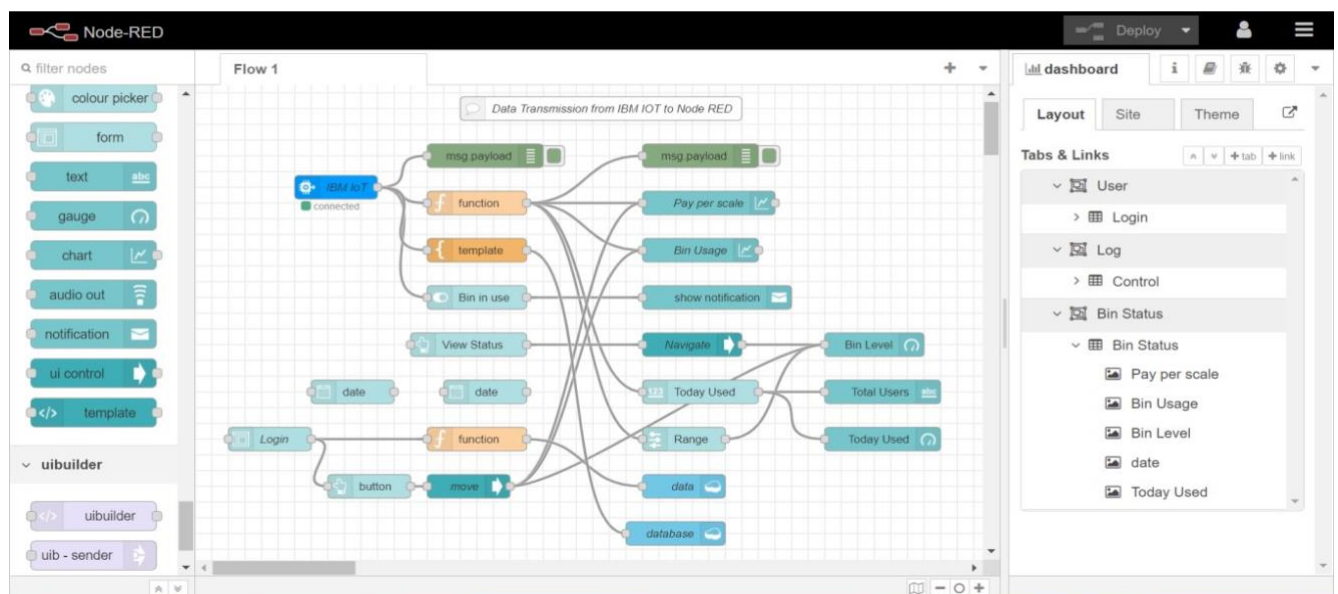 Node-RED
Deploy
filter nodes
colour picker
form
text
abc
gauge
chart
audio out
notification
ui control
</> template
uibuilder
</> uibuilder
uib - sender
Flow 1
Data Transmission from IBM IOT to Node RED
msg.payload
msg.payload
IBM IoT
connected
f function
Pay per scale
{ template
Bin Usage
Bin in use
show notification
View Status
Navigate
Bin Level
date
date
123 Today Used
Total Users abc
Login
f function
Range
Today Used
button
move
data
database
dashboard
i
Layout
Site
Theme
Tabs & Links
+ tab
+ link
User
Login
Log
Control
Bin Status
Bin Status
Pay per scale
Bin Usage
Bin Level
date
Today Used